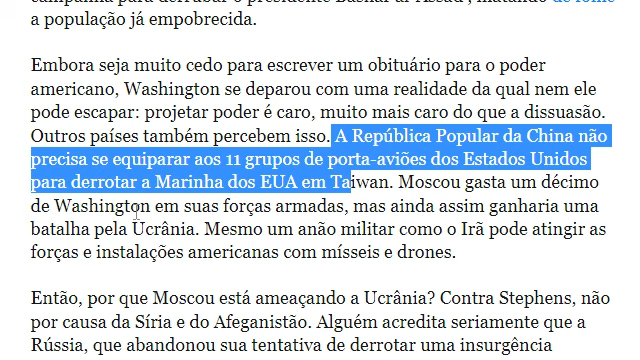 a população já empobrecida.
Embora seja muito cedo para escrever um obituário para o poder
americano, Washington se deparou com uma realidade da qual nem ele
pode escapar: projetar poder é caro, muito mais caro do que a dissuasão.
Outros países também percebem isso. A República Popular da China não
precisa se equiparar aos 11 grupos de porta-aviões dos Estados Unidos
para derrotar a Marinha dos EUA em Taiwan. Moscou gasta um décimo
de Washington em suas forças armadas, mas ainda assim ganharia uma
batalha pela Ucrânia. Mesmo um anão militar como o Irã pode atingir as
forças e instalações americanas com mísseis e drones.
Então, por que Moscou está ameaçando a Ucrânia? Contra Stephens, não
por causa da Síria e do Afeganistão. Alguém acredita seriamente que a
Rússia, que abandonou sua tentativa de derrotar uma insurgência